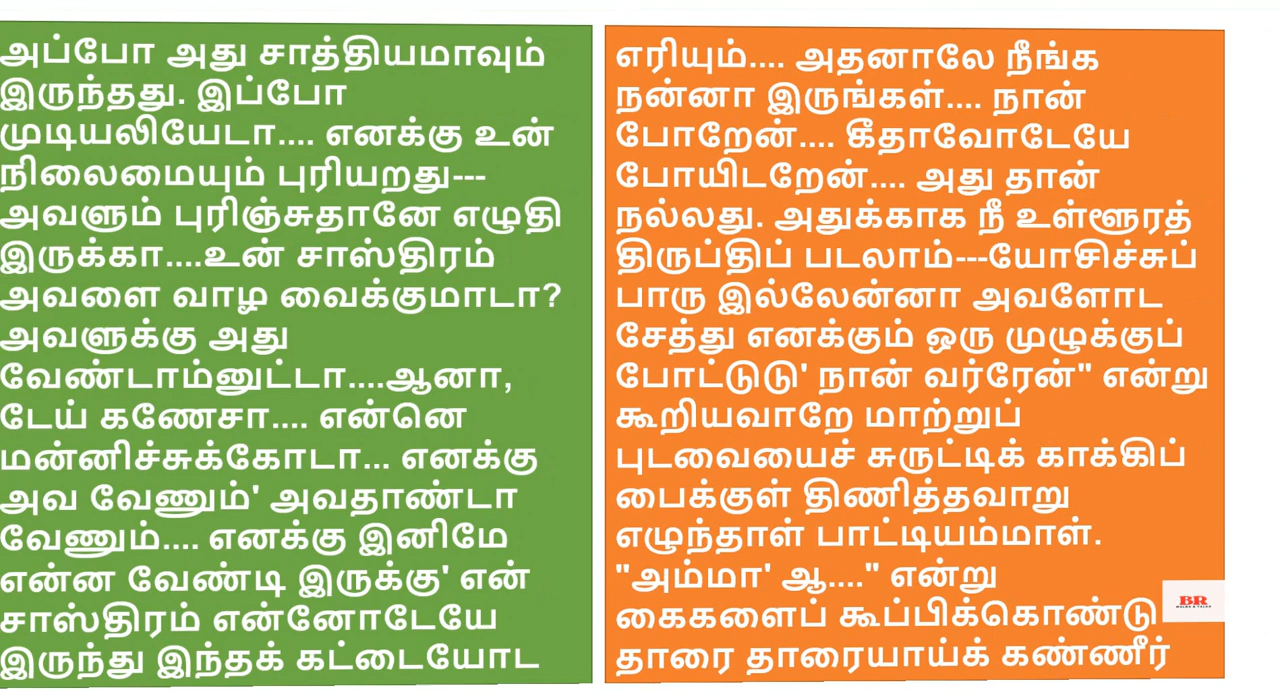 அப்போ அது சாத்தியமாவும்
இருந்தது. இப்போ
முடியலியேடா.... எனக்கு உன்
நிலைமையும் புரியறது---
அவளும் புரிஞ்சுதானே எழுதி
இருக்கா....உன் சாஸ்திரம்
அவளை வாழ வைக்குமாடா?
அவளுக்கு அது
வேண்டாம்னுட்டா....ஆனா,
டேய் கணேசா.... என்னெ
மன்னிச்சுக்கோடா... எனக்கு
அவ வேணும்' அவதாண்டா
வேணும்.... எனக்கு இனிமே
என்ன வேண்டி இருக்கு' என்
சாஸ்திரம் என்னோடேயே
இருந்து இந்தக் கட்டையோட
எரியும்.... அதனாலே நீங்க
நன்னா இருங்கள்.... நான்
போறேன்.... கீதாவோடேயே
போயிடறேன்.... அது தான்
நல்லது. அதுக்காக நீ உள்ளூரத்
திருப்திப் படலாம்---யோசிச்சுப்
பாரு இல்லேன்னா அவளோட
சேத்து எனக்கும் ஒரு முழுக்குப்
போட்டுடு' நான் வர்ரேன்" என்று
கூறியவாறே மாற்றுப்
புடவையைச் சுருட்டிக் காக்கிப்
பைக்குள் திணித்தவாறு
எழுந்தாள் பாட்டியம்மாள்.
"அம்மா' ஆ...." என்று
கைகளைப் கூப்பிக்கொண்டு
தாரை தாரையாய்க் கண்ணீர்
BR